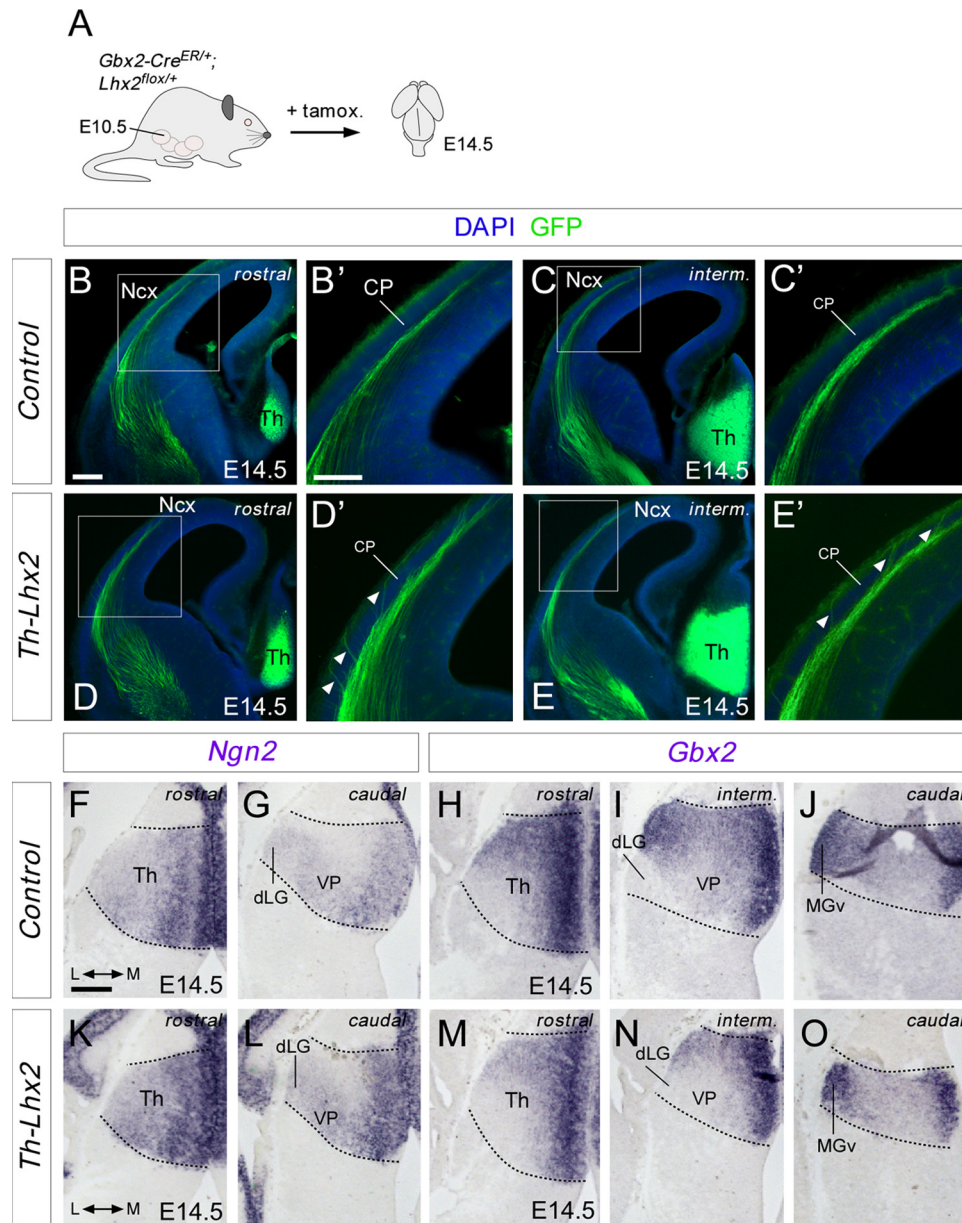 A
Gbx2-CreER/+;
Lhx2flox/+
E10.5
+ tamox.
E14.5
DAPI GFP
Control
B
Ncx
rostral
Th
E14.5
B’
CP
C
Ncx
interm.
Th
E14.5
C’
CP
Th-Lhx2
D
Ncx
rostral
Th
E14.5
D’
CP
E
Ncx
interm.
Th
E14.5
E’
CP
Ngn2
Gbx2
Control
F
rostral
Th
L M
E14.5
G
caudal
dLG
VP
H
rostral
Th
E14.5
I
interm.
dLG
VP
J
caudal
MGv
Th-Lhx2
K
rostral
Th
L M
E14.5
L
caudal
dLG
VP
M
rostral
Th
E14.5
N
interm.
dLG
VP
O
caudal
MGv